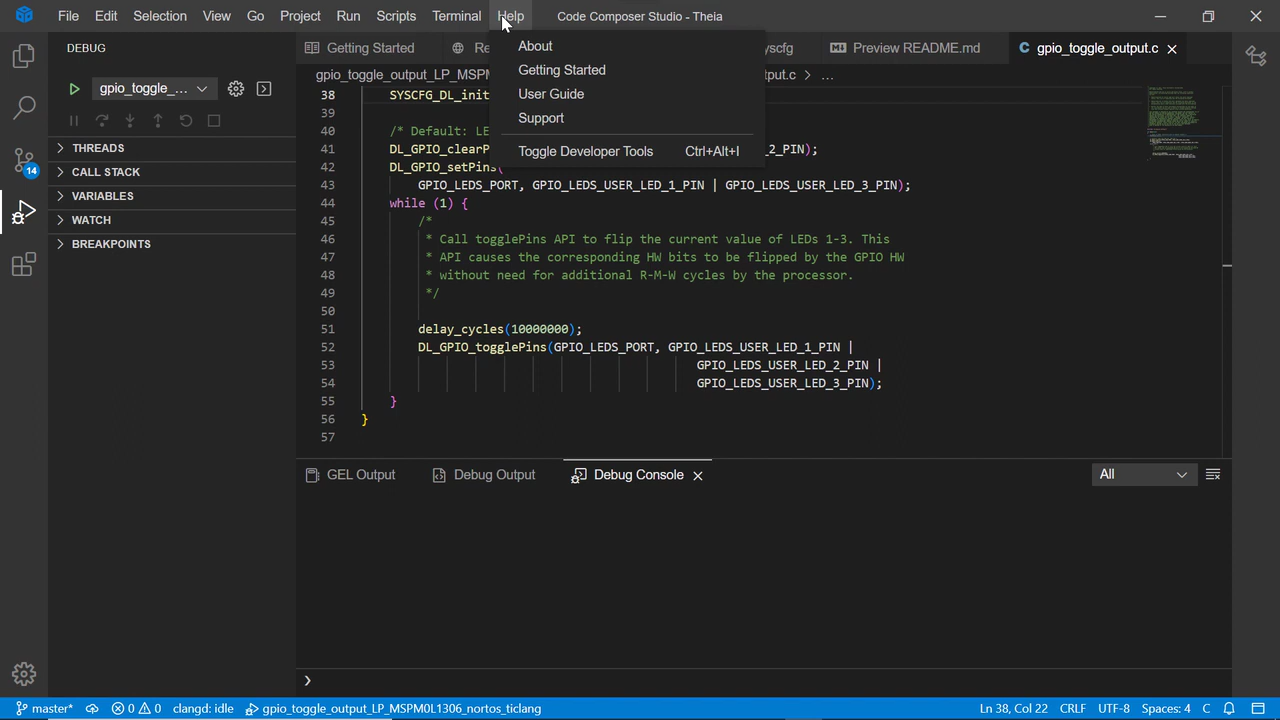 File Edit Selection View Go Project Run Scripts Terminal Help Code Composer Studio - Theia
DEBUG
gpio_toggle_...
THREADS
CALL STACK
VARIABLES
WATCH
BREAKPOINTS
14
Getting Started Re yscfg Preview README.md gpio_toggle_output.c
gpio_toggle_output_LP_MSPM tput.c > ...
About
Getting Started
User Guide
Support
Toggle Developer Tools Ctrl+Alt+I
38 SYSCFG_DL_init
39
40 /* Default: LE
41 DL_GPIO_clearP _2_PIN);
42 DL_GPIO_setPins(
43 GPIO_LEDS_PORT, GPIO_LEDS_USER_LED_1_PIN | GPIO_LEDS_USER_LED_3_PIN);
44 while (1) {
45 /*
46 * Call togglePins API to flip the current value of LEDs 1-3. This
47 * API causes the corresponding HW bits to be flipped by the GPIO HW
48 * without need for additional R-M-W cycles by the processor.
49 */
50
51 delay_cycles(10000000);
52 DL_GPIO_togglePins(GPIO_LEDS_PORT, GPIO_LEDS_USER_LED_1_PIN |
53 GPIO_LEDS_USER_LED_2_PIN |
54 GPIO_LEDS_USER_LED_3_PIN);
55 }
56 }
57
GEL Output Debug Output Debug Console All
master* 0 0 clangd: idle gpio_toggle_output_LP_MSPM0L1306_nortos_ticlang Ln 38, Col 22 CRLF UTF-8 Spaces: 4 C